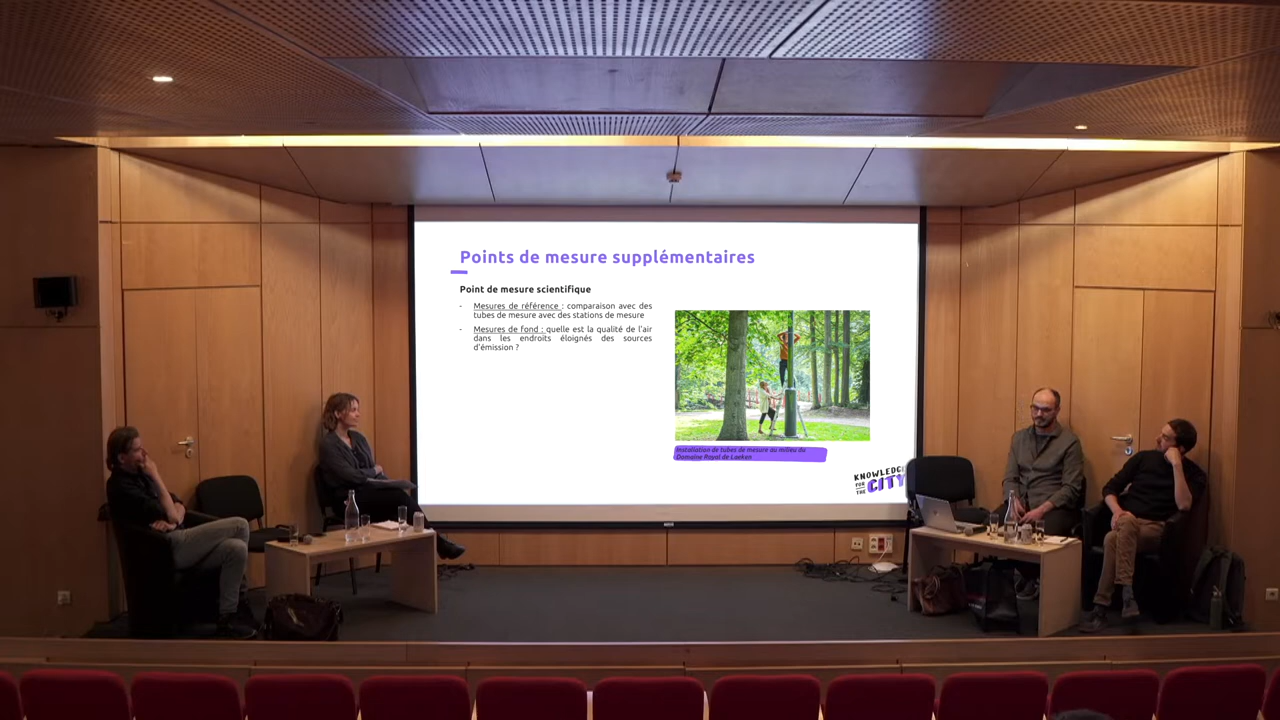 Points de mesure supplémentaires
Point de mesure scientifique
- Mesures de référence : comparaison avec des
tubes de mesure avec des stations de mesure
- Mesures de fond : quelle est la qualité de l'air
dans les endroits éloignés des sources
d'émission ?
Installation de tubes de mesure au milieu du
Domaine Royal de Laeken
KNOWLEDGE
FOR
THE CITY